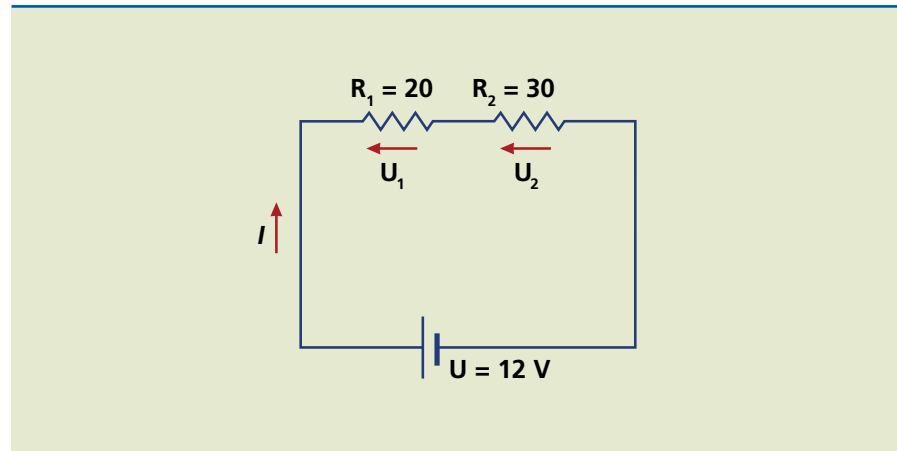 R₁ = 20 R₂ = 30
U₁ U₂
I
U = 12 V